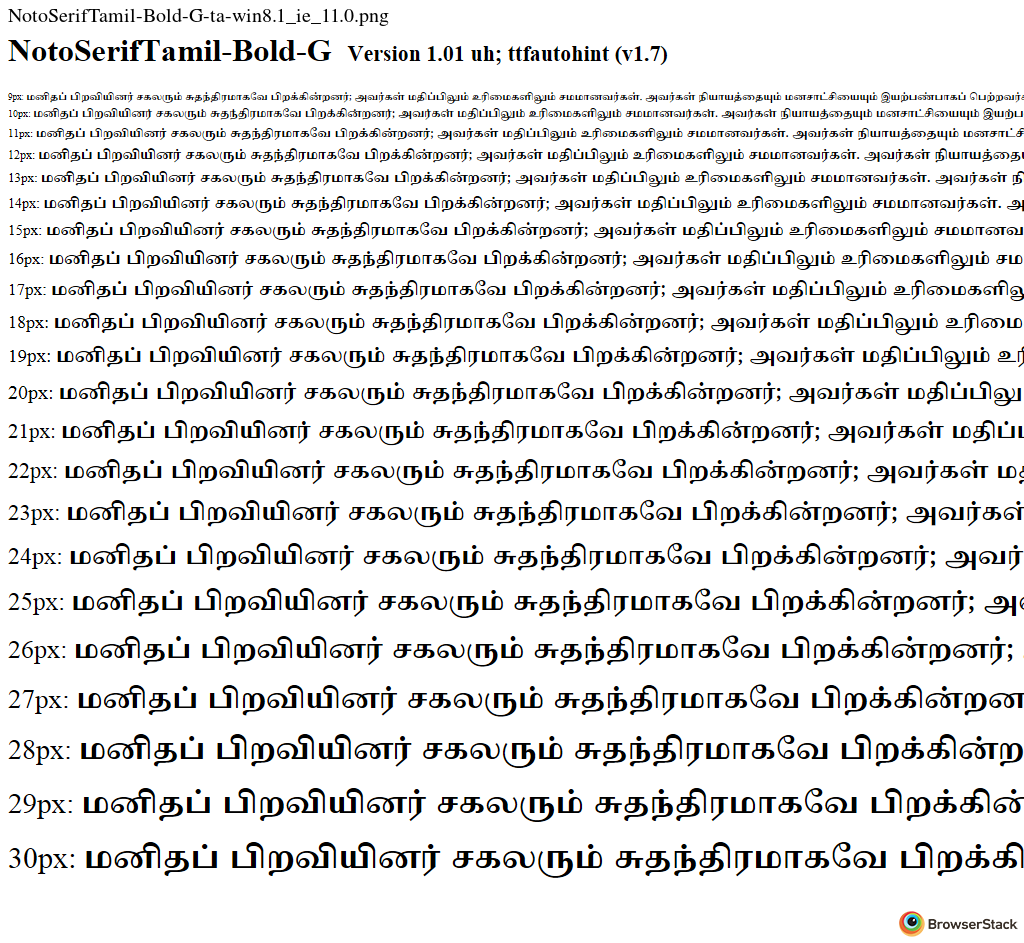 NotoSerifTamil-Bold-G-ta-win8.1_ie_11.0.png
NotoSerifTamil-Bold-G Version 1.01 uh; ttfautohint (v1.7)
9px: மனிதப் பிறவியினர் சகலரும் சுதந்திரமாகவே பிறக்கின்றனர்; அவர்கள் மதிப்பிலும் உரிமைகளிலும் சமமானவர்கள். அவர்கள் நியாயத்தையும் மனசாட்சியையும் இயற்பண்பாகப்
10px: மனிதப் பிறவியினர் சகலரும் சுதந்திரமாகவே பிறக்கின்றனர்; அவர்கள் மதிப்பிலும் உரிமைகளிலும் சமமானவர்கள். அவர்கள் நியாயத்தையும் மனசாட்சியையும்
11px: மனிதப் பிறவியினர் சகலரும் சுதந்திரமாகவே பிறக்கின்றனர்; அவர்கள் மதிப்பிலும் உரிமைகளிலும் சமமானவர்கள். அவர்கள் நியாயத்தையும்
12px: மனிதப் பிறவியினர் சகலரும் சுதந்திரமாகவே பிறக்கின்றனர்; அவர்கள் மதிப்பிலும் உரிமைகளிலும் சமமானவர்கள். அவர்கள்
13px: மனிதப் பிறவியினர் சகலரும் சுதந்திரமாகவே பிறக்கின்றனர்; அவர்கள் மதிப்பிலும் உரிமைகளிலும் சமமானவர்கள். அவர்கள்
14px: மனிதப் பிறவியினர் சகலரும் சுதந்திரமாகவே பிறக்கின்றனர்; அவர்கள் மதிப்பிலும் உரிமைகளிலும் சமமானவர்கள்.
15px: மனிதப் பிறவியினர் சகலரும் சுதந்திரமாகவே பிறக்கின்றனர்; அவர்கள் மதிப்பிலும் உரிமைகளிலும்
16px: மனிதப் பிறவியினர் சகலரும் சுதந்திரமாகவே பிறக்கின்றனர்; அவர்கள் மதிப்பிலும் உரிமைகளிலும்
17px: மனிதப் பிறவியினர் சகலரும் சுதந்திரமாகவே பிறக்கின்றனர்; அவர்கள் மதிப்பிலும்
18px: மனிதப் பிறவியினர் சகலரும் சுதந்திரமாகவே பிறக்கின்றனர்; அவர்கள் மதிப்பிலும்
19px: மனிதப் பிறவியினர் சகலரும் சுதந்திரமாகவே பிறக்கின்றனர்; அவர்கள் மதிப்பிலும்
20px: மனிதப் பிறவியினர் சகலரும் சுதந்திரமாகவே பிறக்கின்றனர்; அவர்கள்
21px: மனிதப் பிறவியினர் சகலரும் சுதந்திரமாகவே பிறக்கின்றனர்; அவர்கள்
22px: மனிதப் பிறவியினர் சகலரும் சுதந்திரமாகவே பிறக்கின்றனர்; அவர்கள்
23px: மனிதப் பிறவியினர் சகலரும் சுதந்திரமாகவே பிறக்கின்றனர்; அவர்கள்
24px: மனிதப் பிறவியினர் சகலரும் சுதந்திரமாகவே பிறக்கின்றனர்;
25px: மனிதப் பிறவியினர் சகலரும் சுதந்திரமாகவே பிறக்கின்றனர்;
26px: மனிதப் பிறவியினர் சகலரும் சுதந்திரமாகவே பிறக்கின்றனர்;
27px: மனிதப் பிறவியினர் சகலரும் சுதந்திரமாகவே
28px: மனிதப் பிறவியினர் சகலரும் சுதந்திரமாகவே
29px: மனிதப் பிறவியினர் சகலரும் சுதந்திரமாகவே
30px: மனிதப் பிறவியினர் சகலரும் சுதந்திரமாகவே
BrowserStack